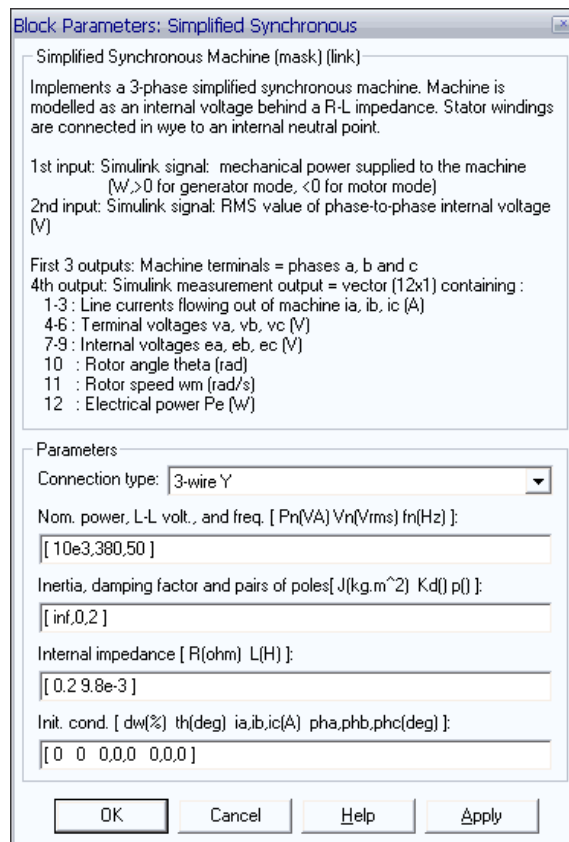 Block Parameters: Simplified Synchronous
Simplified Synchronous Machine (mask) (link)
Implements a 3-phase simplified synchronous machine. Machine is
modelled as an internal voltage behind a R-L impedance. Stator windings
are connected in wye to an internal neutral point.
1st input: Simulink signal: mechanical power supplied to the machine
(W,>0 for generator mode, <0 for motor mode)
2nd input: Simulink signal: RMS value of phase-to-phase internal voltage
(V)
First 3 outputs: Machine terminals = phases a, b and c
4th output: Simulink measurement output = vector (12x1) containing :
1-3 : Line currents flowing out of machine ia, ib, ic (A)
4-6 : Terminal voltages va, vb, vc (V)
7-9 : Internal voltages ea, eb, ec (V)
10 : Rotor angle theta (rad)
11 : Rotor speed wm (rad/s)
12 : Electrical power Pe (W)
Parameters
Connection type: 3-wire Y
Nom. power, L-L volt., and freq. [ Pn(VA) Vn(Vrms) fn(Hz) ]:
[ 10e3,380,50 ]
Inertia, damping factor and pairs of poles[ J(kg.m^2) Kd() p() ]:
[ inf,0,2 ]
Internal impedance [ R(ohm) L(H) ]:
[ 0.2 9.8e-3 ]
Init. cond. [ dw(%) th(deg) ia,ib,ic(A) pha,phb,phc(deg) ]:
[ 0 0 0,0,0 0,0,0 ]
OK Cancel Help Apply